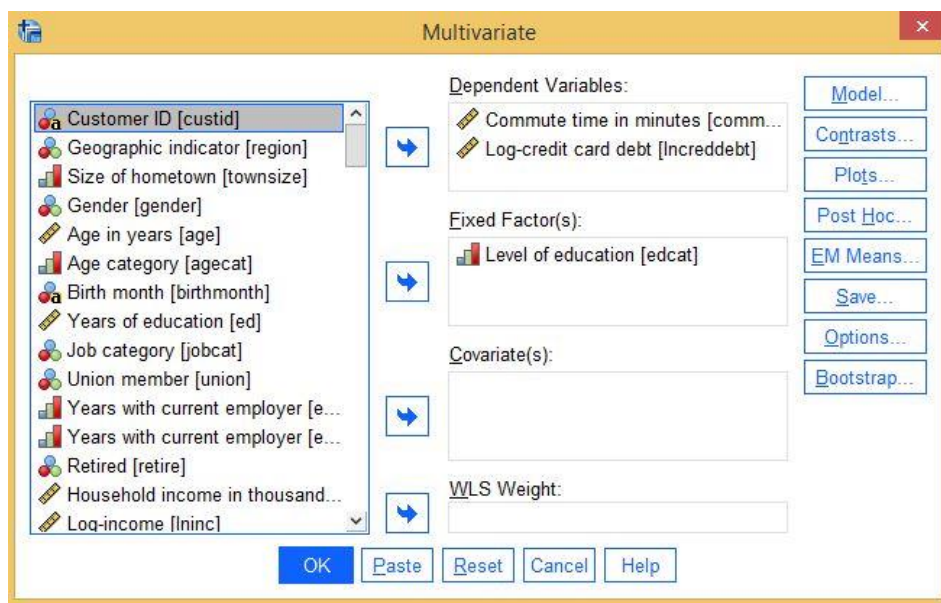 Multivariate
Customer ID [custid]
Geographic indicator [region]
Size of hometown [townsize]
Gender [gender]
Age in years [age]
Age category [agecat]
Birth month [birthmonth]
Years of education [ed]
Job category [jobcat]
Union member [union]
Years with current employer [e...
Years with current employer [e...
Retired [retire]
Household income in thousand...
Log-income [lninc]
Dependent Variables:
Commute time in minutes [comm...
Log-credit card debt [lncreddebt]
Fixed Factor(s):
Level of education [edcat]
Covariate(s):
WLS Weight:
Model...
Contrasts...
Plots...
Post Hoc...
EM Means...
Save...
Options...
Bootstrap...
OK
Paste
Reset
Cancel
Help